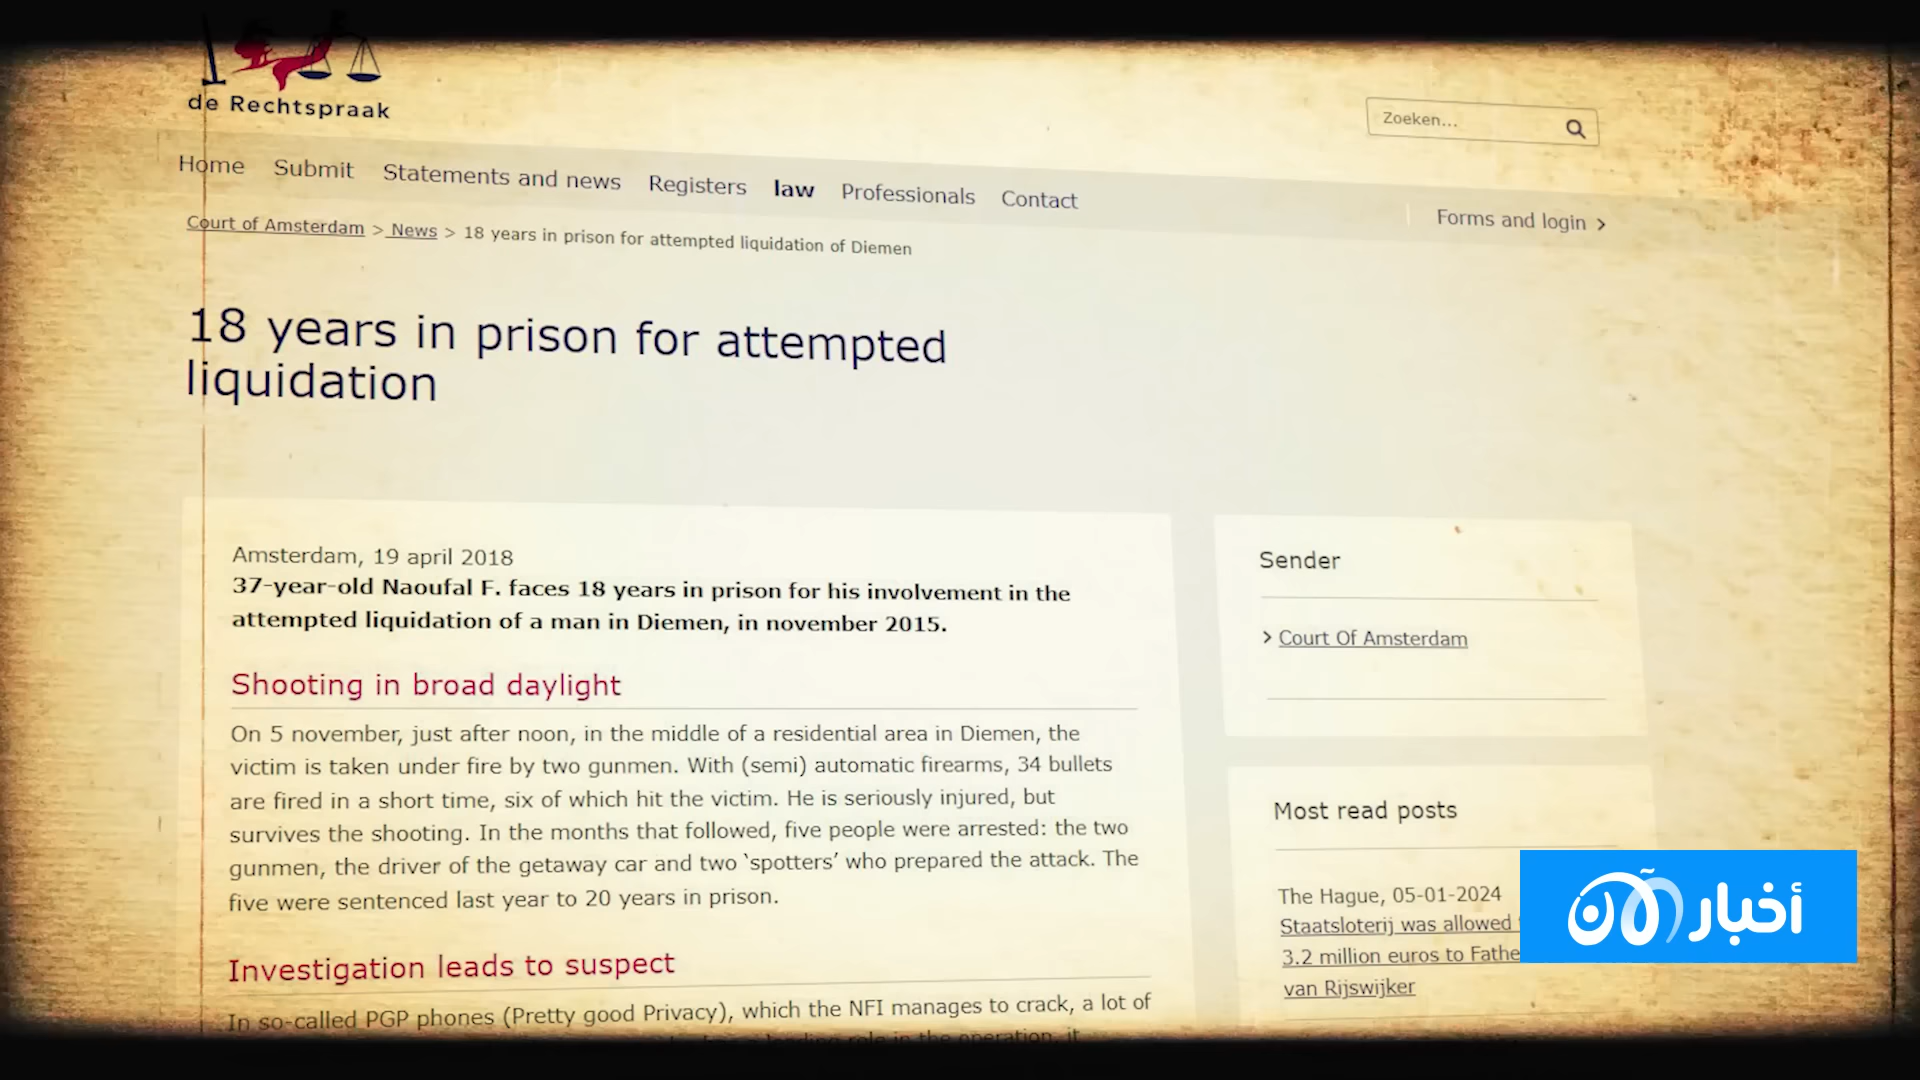 de Rechtspraak
Zoeken...
Home Submit Statements and news Registers law Professionals Contact
Forms and login >
Court of Amsterdam > News > 18 years in prison for attempted liquidation of Diemen
18 years in prison for attempted
liquidation
Amsterdam, 19 april 2018
37-year-old Naoufal F. faces 18 years in prison for his involvement in the
attempted liquidation of a man in Diemen, in november 2015.
Shooting in broad daylight
On 5 november, just after noon, in the middle of a residential area in Diemen, the
victim is taken under fire by two gunmen. With (semi) automatic firearms, 34 bullets
are fired in a short time, six of which hit the victim. He is seriously injured, but
survives the shooting. In the months that followed, five people were arrested: the two
gunmen, the driver of the getaway car and two ‘spotters’ who prepared the attack. The
five were sentenced last year to 20 years in prison.
Investigation leads to suspect
In so-called PGP phones (Pretty good Privacy), which the NFI manages to crack, a lot of
leading role in the operation, it
Sender
> Court Of Amsterdam
Most read posts
The Hague, 05-01-2024
Staatsloterij was allowed
3.2 million euros to Fathe
van Rijswijker
أخبار الآن